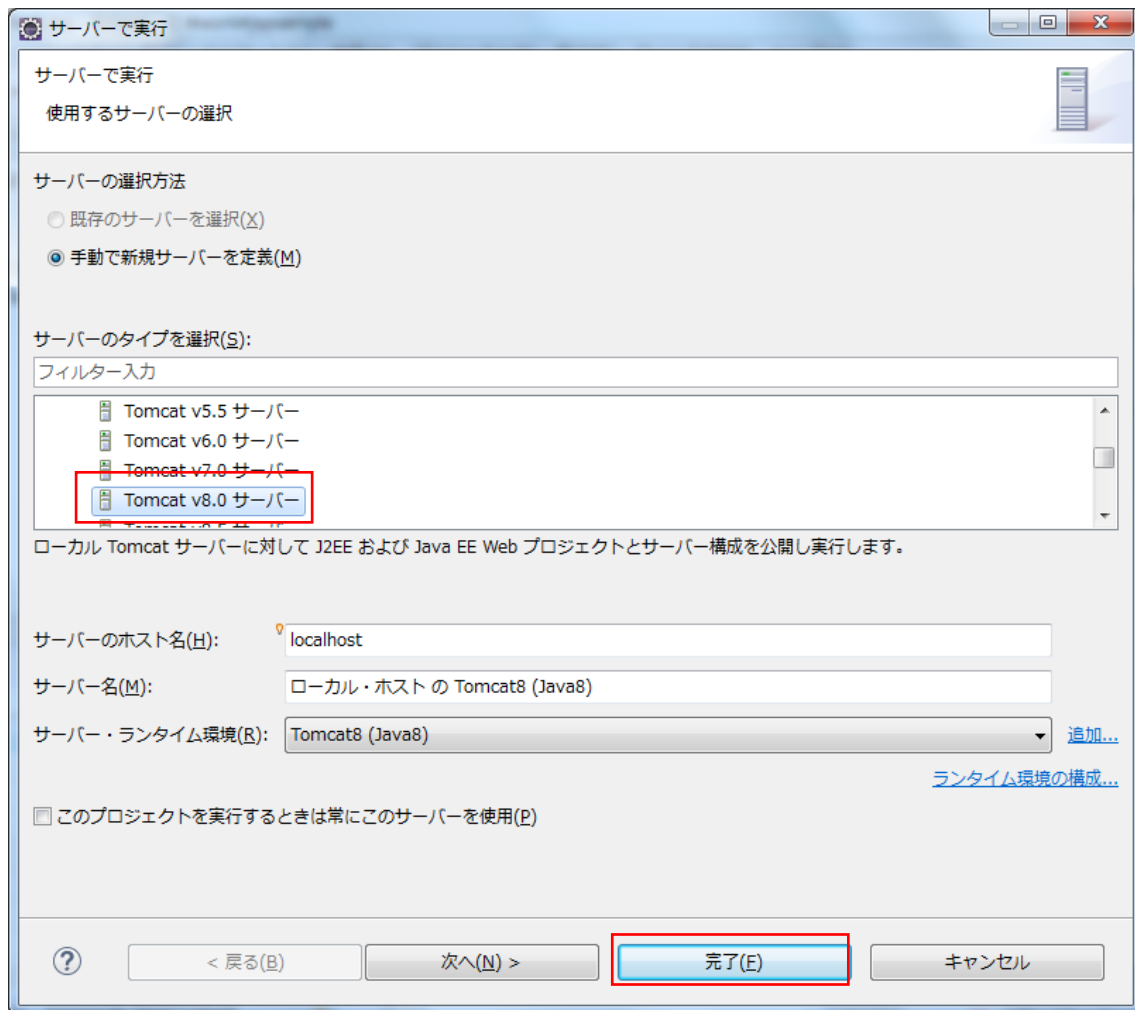 サーバーで実行
サーバーで実行
使用するサーバーの選択
サーバーの選択方法
既存のサーバーを選択(X)
手動で新規サーバーを定義(M)
サーバーのタイプを選択(S):
フィルター入力
Tomcat v5.5 サーバー
Tomcat v6.0 サーバー
Tomcat v7.0 サーバー
Tomcat v8.0 サーバー
ローカル Tomcat サーバーに対して J2EE および Java EE Web プロジェクトとサーバー構成を公開し実行します。
サーバーのホスト名(H): localhost
サーバー名(M): ローカル・ホスト の Tomcat8 (Java8)
サーバー・ランタイム環境(R): Tomcat8 (Java8) 追加...
ランタイム環境の構成...
このプロジェクトを実行するときは常にこのサーバーを使用(P)
? < 戻る(B) 次へ(N) > 完了(F) キャンセル